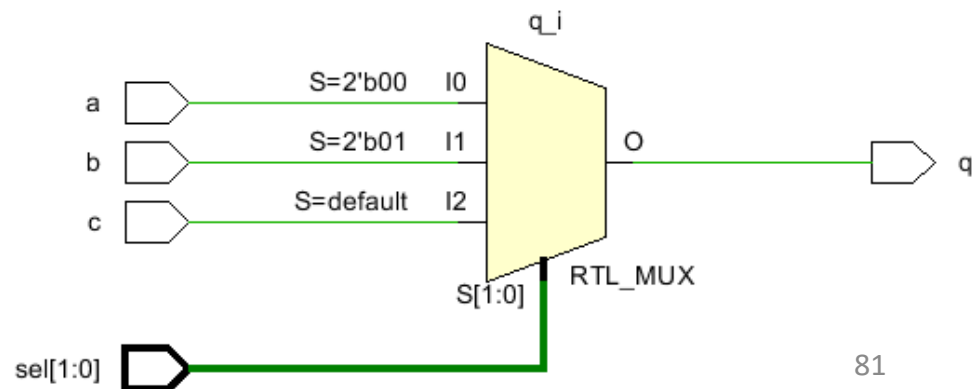 q_i
a S=2'b00 I0
b S=2'b01 I1 O q
c S=default I2
S[1:0] RTL_MUX
sel[1:0] 81